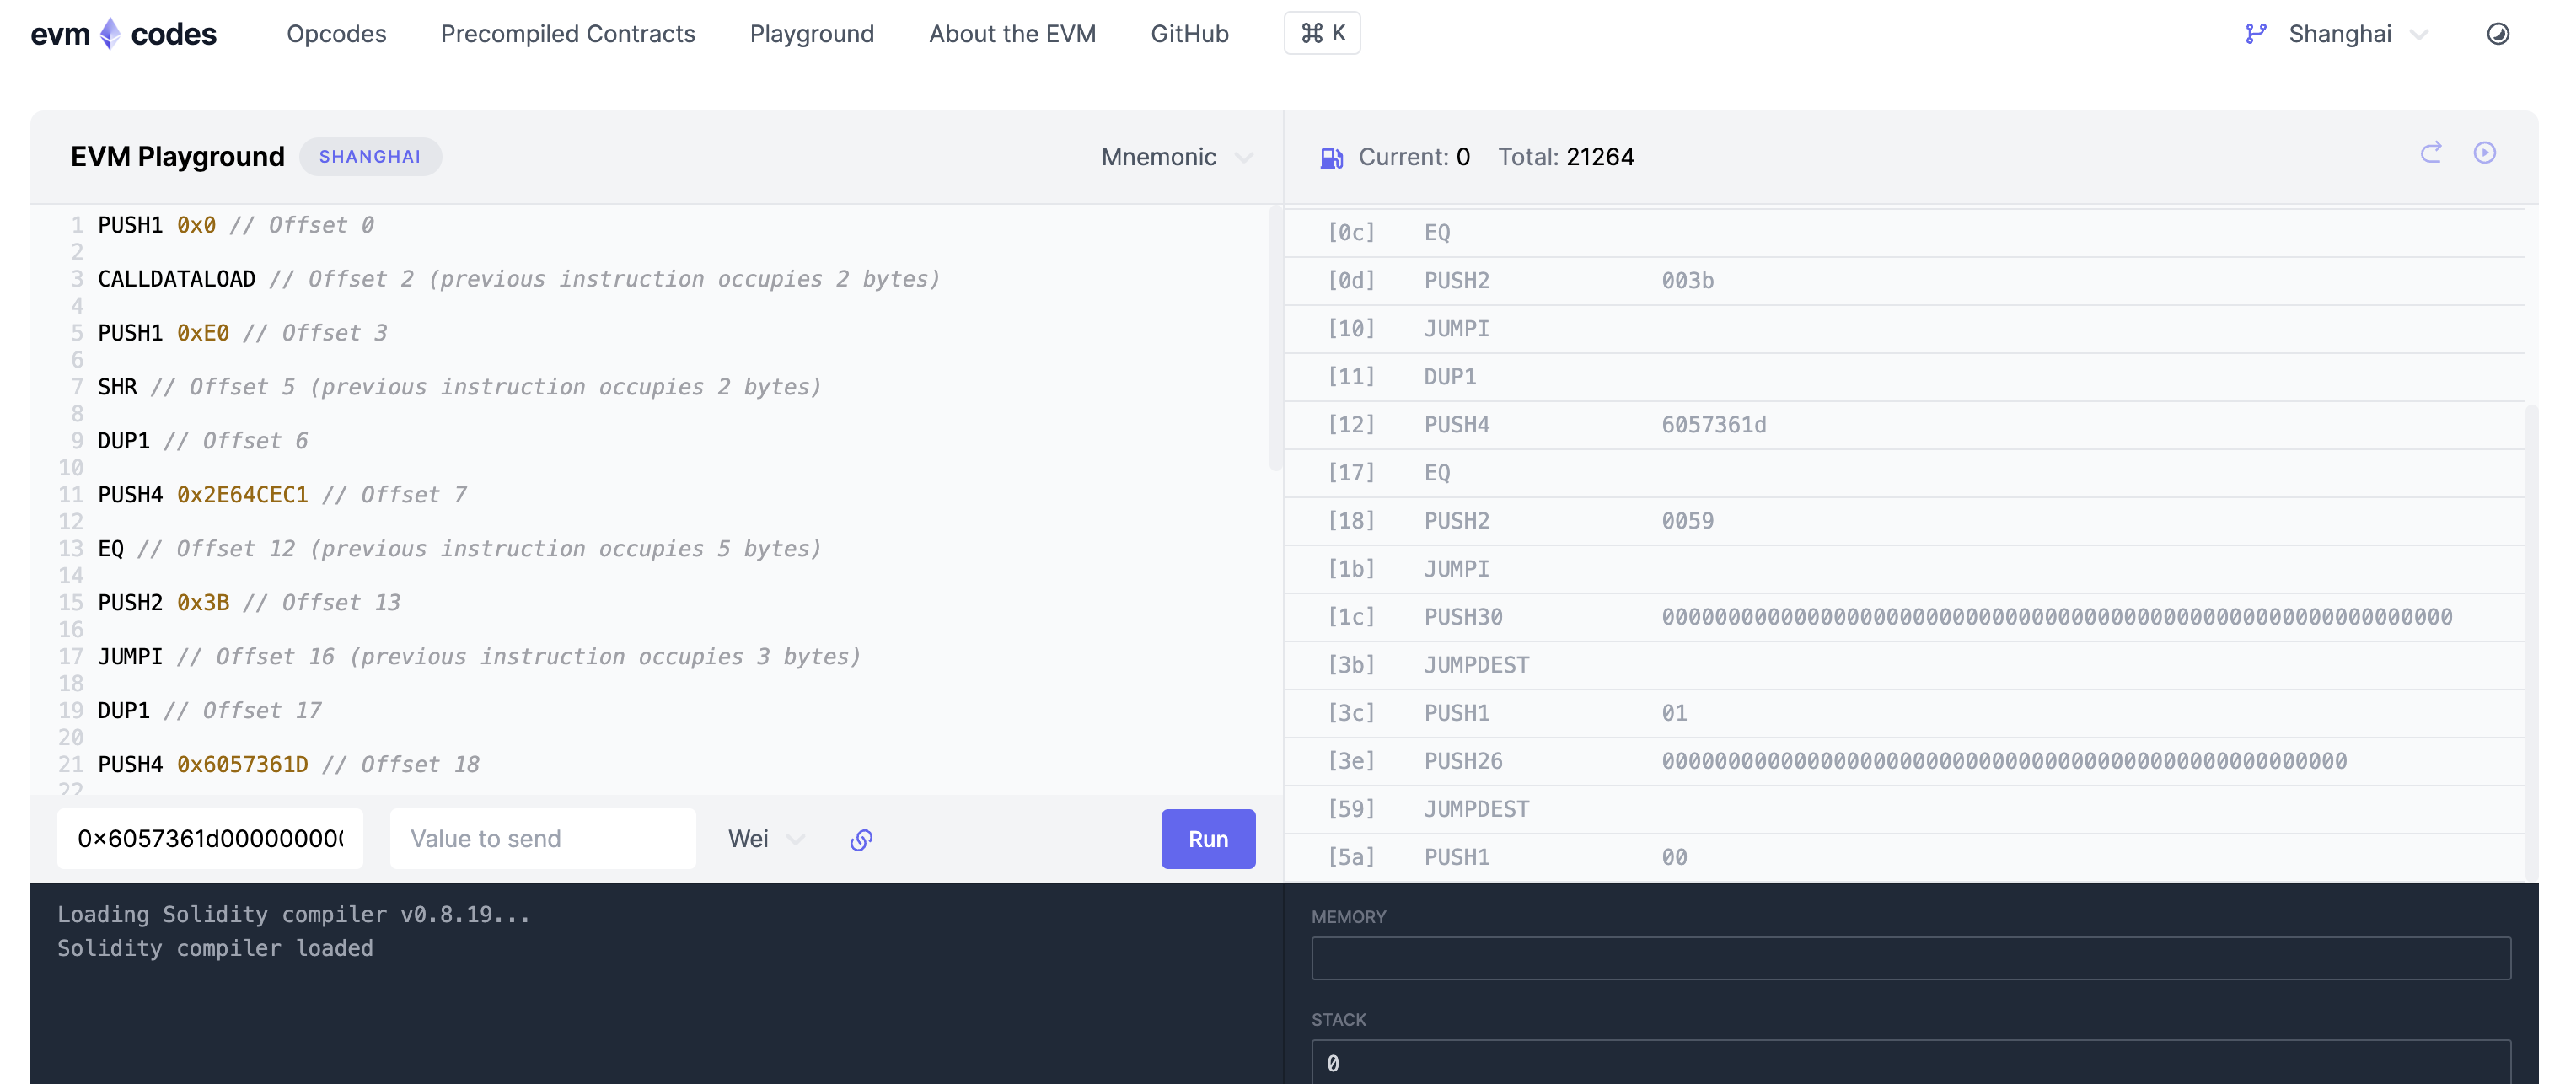 evm codes
Opcodes
Precompiled Contracts
Playground
About the EVM
GitHub
⌘ K
Shanghai
EVM Playground
SHANGHAI
Mnemonic
1 PUSH1 0x0 // Offset 0
2
3 CALLDATALOAD // Offset 2 (previous instruction occupies 2 bytes)
4
5 PUSH1 0xE0 // Offset 3
6
7 SHR // Offset 5 (previous instruction occupies 2 bytes)
8
9 DUP1 // Offset 6
10
11 PUSH4 0x2E64CEC1 // Offset 7
12
13 EQ // Offset 12 (previous instruction occupies 5 bytes)
14
15 PUSH2 0x3B // Offset 13
16
17 JUMPI // Offset 16 (previous instruction occupies 3 bytes)
18
19 DUP1 // Offset 17
20
21 PUSH4 0x6057361D // Offset 18
22
0x6057361d000000000
Value to send
Wei
Run
Loading Solidity compiler v0.8.19...
Solidity compiler loaded
Current: 0 Total: 21264
[0c] EQ
[0d] PUSH2 003b
[10] JUMPI
[11] DUP1
[12] PUSH4 6057361d
[17] EQ
[18] PUSH2 0059
[1b] JUMPI
[1c] PUSH30 000000000000000000000000000000000000000000000000000000000000
[3b] JUMPDEST
[3c] PUSH1 01
[3e] PUSH26 0000000000000000000000000000000000000000000000000000
[59] JUMPDEST
[5a] PUSH1 00
MEMORY
STACK
0